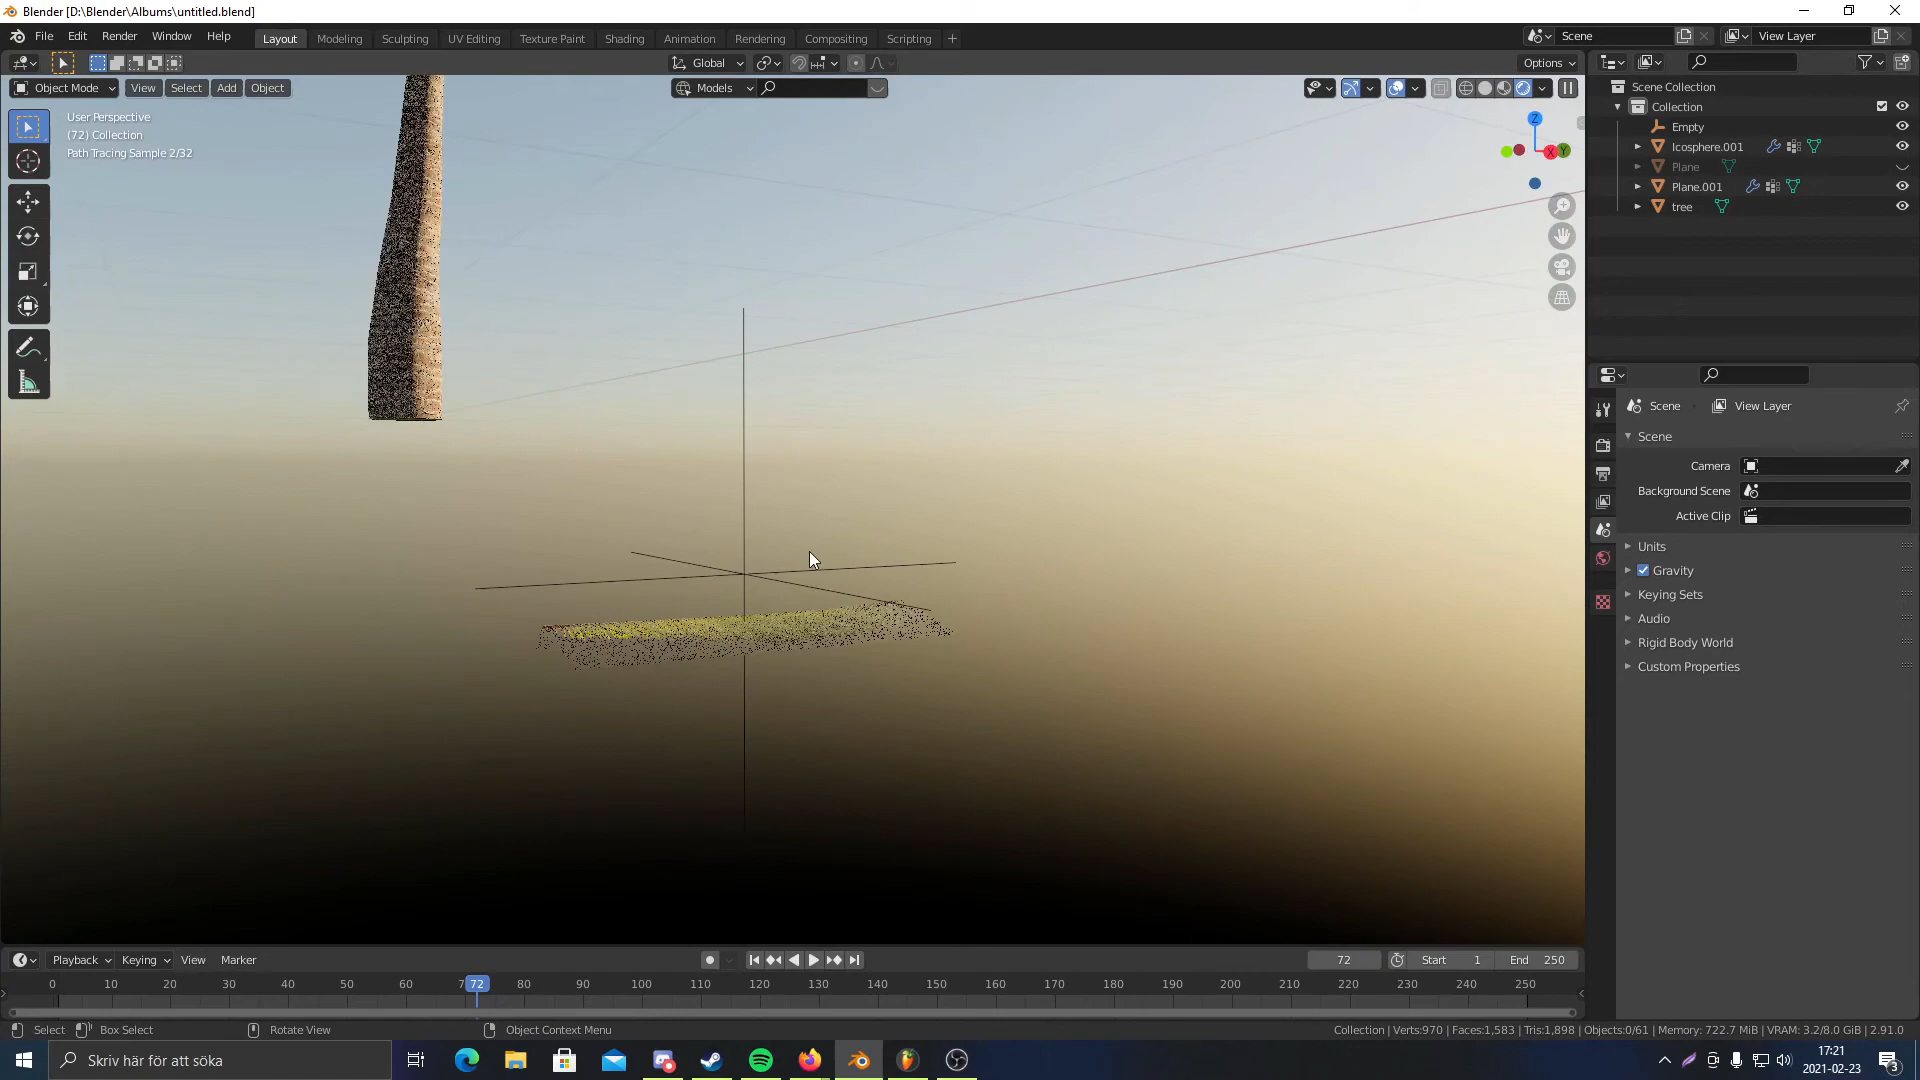 Blender [D:\Blender\Albums\untitled.blend]
File Edit Render Window Help
Layout Modeling Sculpting UV Editing Texture Paint Shading Animation Rendering Compositing Scripting
Scene
View Layer
Global
Options
Object Mode View Select Add Object
Models
User Perspective
(72) Collection
Path Tracing Sample 2/32
Z
X
Y
Scene Collection
Collection
Empty
Icosphere.001
Plane
Plane.001
tree
Scene
View Layer
Scene
Camera
Background Scene
Active Clip
Units
Gravity
Keying Sets
Audio
Rigid Body World
Custom Properties
Playback Keying View Marker
72
Start 1
End 250
0 10 20 30 40 50 60 7 72 80 90 100 110 120 130 140 150 160 170 180 190 200 210 220 230 240 250
Select Box Select Rotate View Object Context Menu
Collection | Verts:970 | Faces:1,583 | Tris:1,898 | Objects:0/61 | Memory: 722.7 MiB | VRAM: 3.2/8.0 GiB | 2.91.0
Skriv här för att söka
17:21
2021-02-23
3